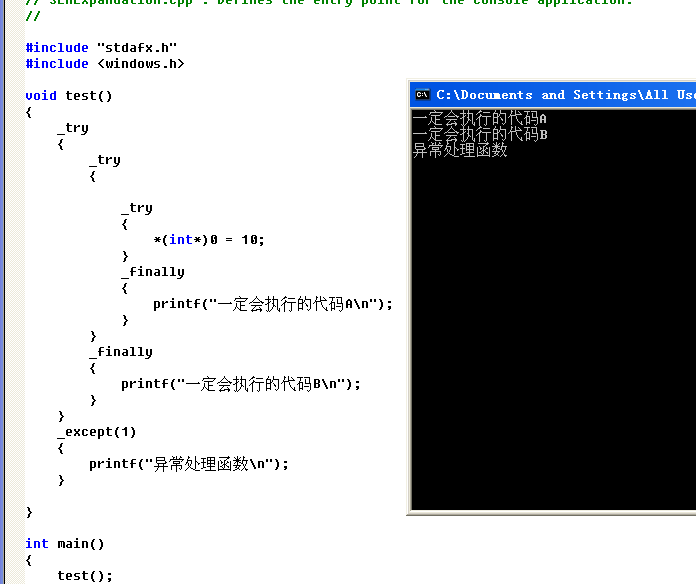 // SEHExpandation.cpp : Defines the entry point for the console application.
//
#include "stdafx.h"
#include <windows.h>
void test()
{
_try
{
_try
{
_try
{
*(int*)0 = 10;
}
_finally
{
printf("一定会执行的代码A\n");
}
}
_finally
{
printf("一定会执行的代码B\n");
}
}
_except(1)
{
printf("异常处理函数\n");
}
}
int main()
{
test();
C:\Documents and Settings\All Use
一定会执行的代码A
一定会执行的代码B
异常处理函数